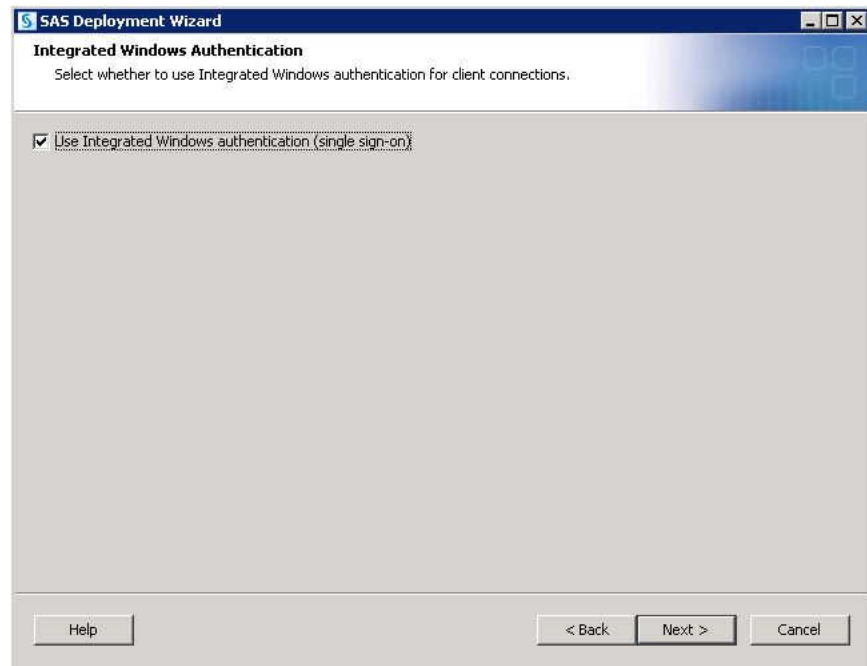 SAS Deployment Wizard
Integrated Windows Authentication
Select whether to use Integrated Windows authentication for client connections.
Use Integrated Windows authentication (single sign-on)
Help
< Back
Next >
Cancel